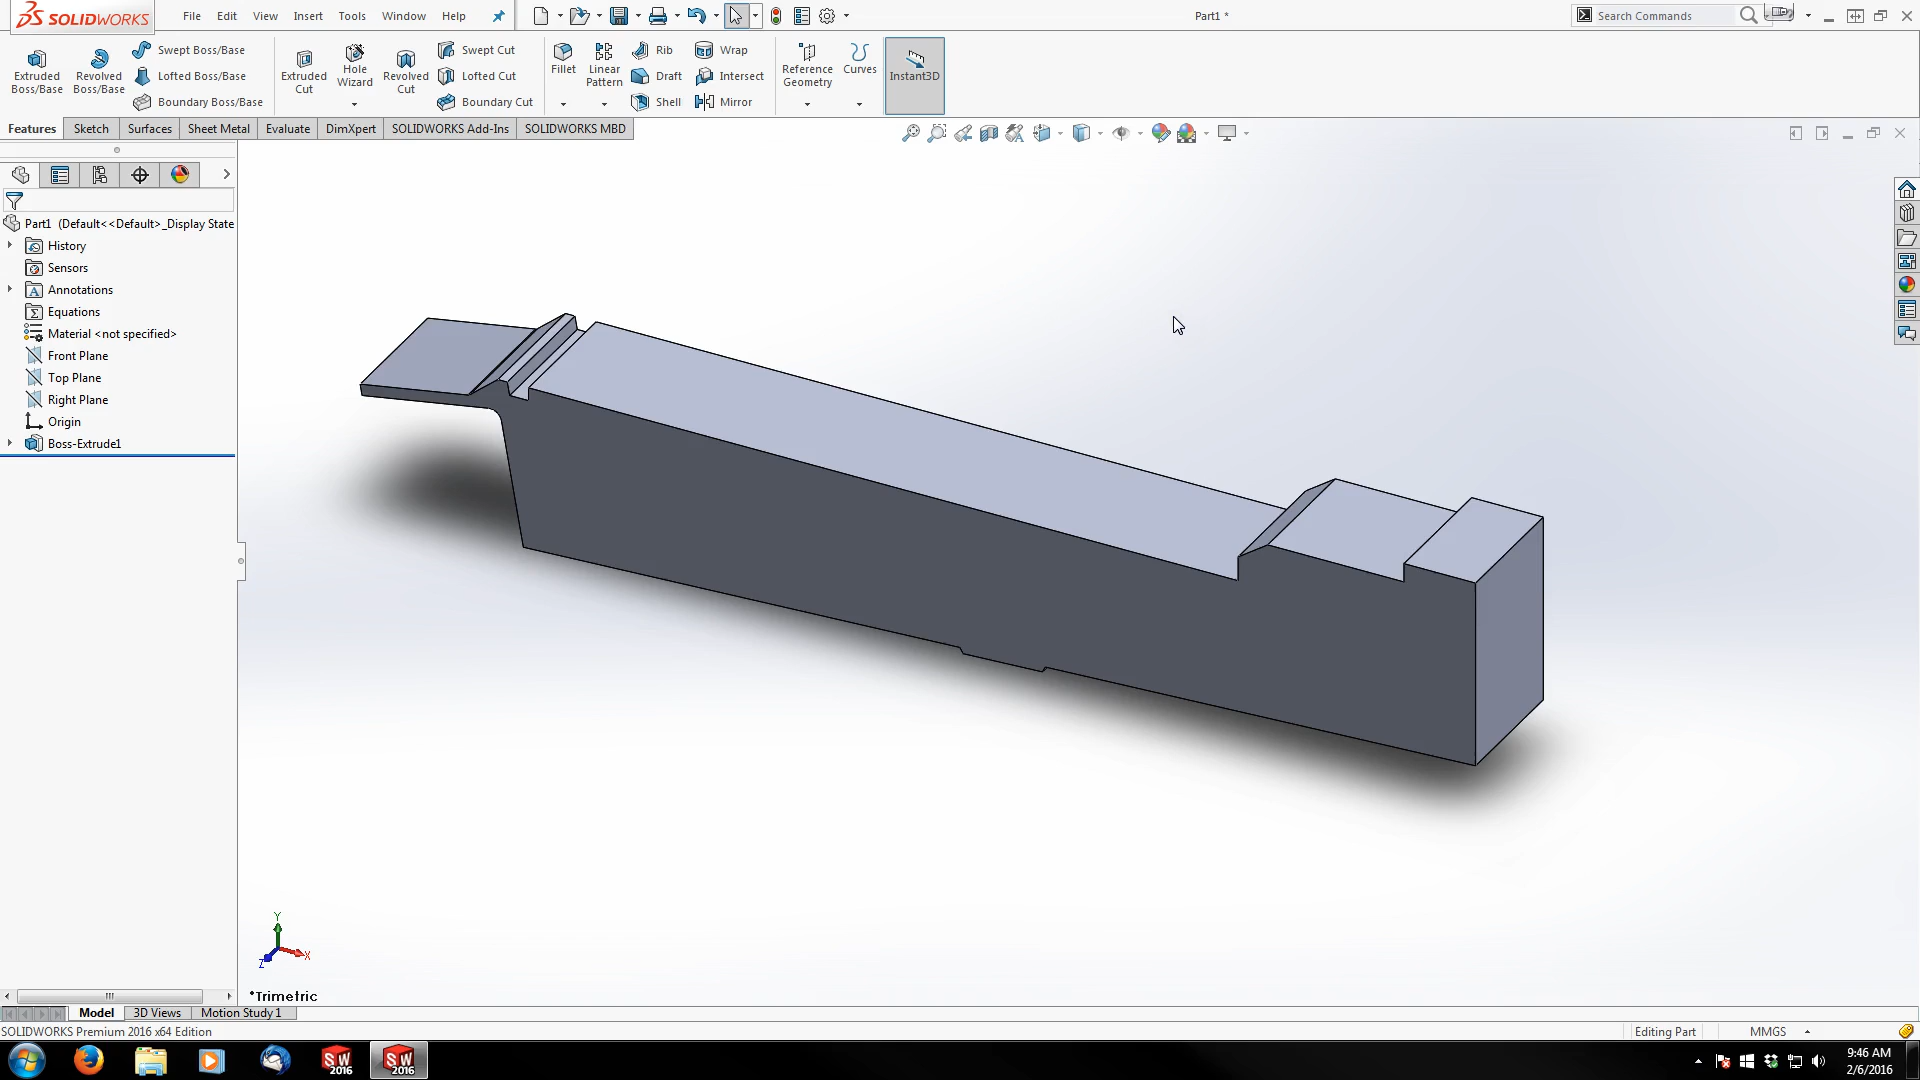 SOLIDWORKS File Edit View Insert Tools Window Help Part1 * Search Commands
Extruded Boss/Base
Revolved Boss/Base
Swept Boss/Base
Lofted Boss/Base
Boundary Boss/Base
Extruded Cut
Hole Wizard
Revolved Cut
Swept Cut
Lofted Cut
Boundary Cut
Fillet
Linear Pattern
Rib
Draft
Shell
Wrap
Intersect
Mirror
Reference Geometry
Curves
Instant3D
Features Sketch Surfaces Sheet Metal Evaluate DimXpert SOLIDWORKS Add-Ins SOLIDWORKS MBD
Part1 (Default<<Default>_Display State
History
Sensors
A Annotations
Equations
Material <not specified>
Front Plane
Top Plane
Right Plane
Origin
Boss-Extrude1
Y
X
Z
*Trimetric
Model 3D Views Motion Study 1
SOLIDWORKS Premium 2016 x64 Edition Editing Part MMGS
SW 2016
SW 2016
9:46 AM
2/6/2016